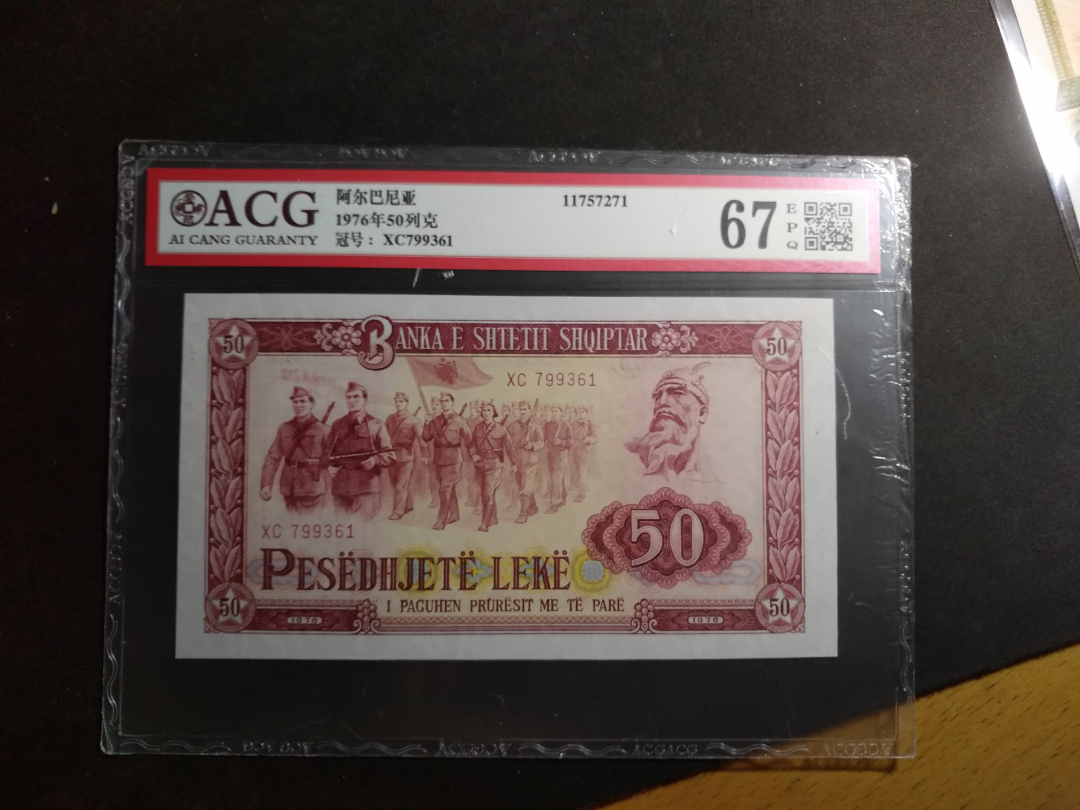 ACG
AI CANG GUARANTY
阿尔巴尼亚
1976年50列克
冠号：XC799361
11757271
67
E
P
Q
50
BANKA E SHTETIT SHQIPTAR
50
XC 799361
XC 799361
50
PESËDHJETË LEKË
I PAGUHEN PRURËSIT ME TË PARË
50
1976
1976
50
ACGACG